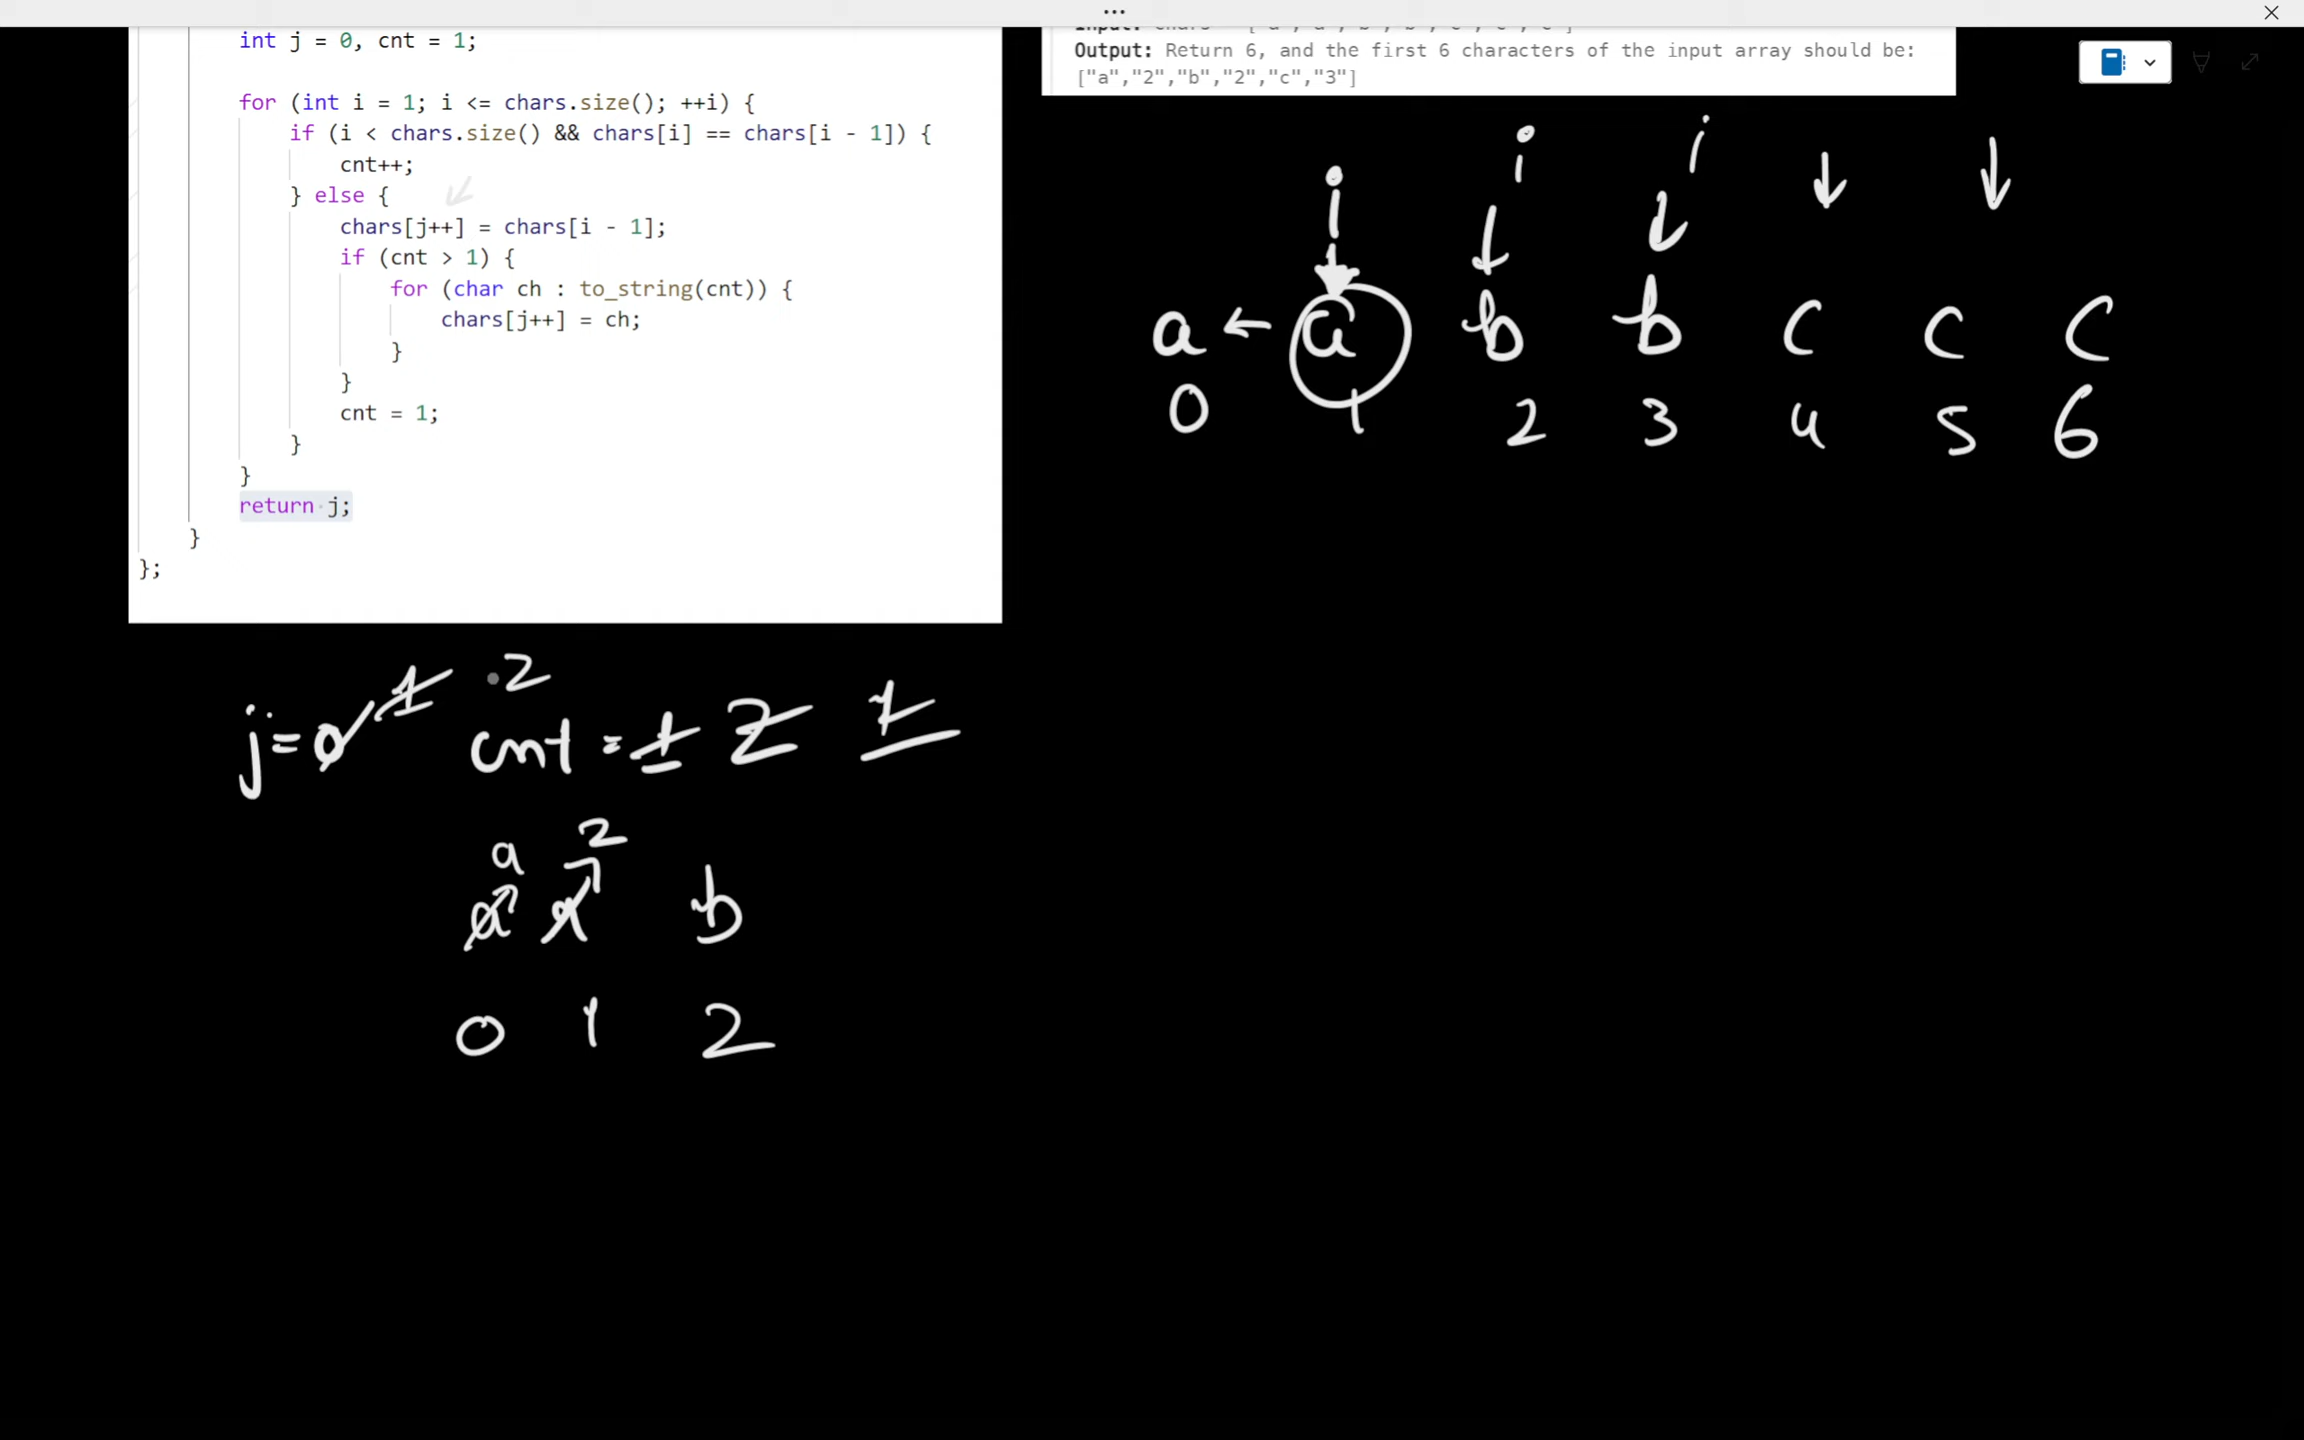 int j = 0, cnt = 1;
for (int i = 1; i <= chars.size(); ++i) {
if (i < chars.size() && chars[i] == chars[i - 1]) {
cnt++;
} else {
chars[j++] = chars[i - 1];
if (cnt > 1) {
for (char ch : to_string(cnt)) {
chars[j++] = ch;
}
}
cnt = 1;
}
}
return j;
}
};
Output: Return 6, and the first 6 characters of the input array should be:
["a","2","b","2","c","3"]
i i i
a ← a b b c c c
0 1 2 3 4 5 6
j = 0 1 2 cnt = 1 2 1
a 2
a a b
0 1 2